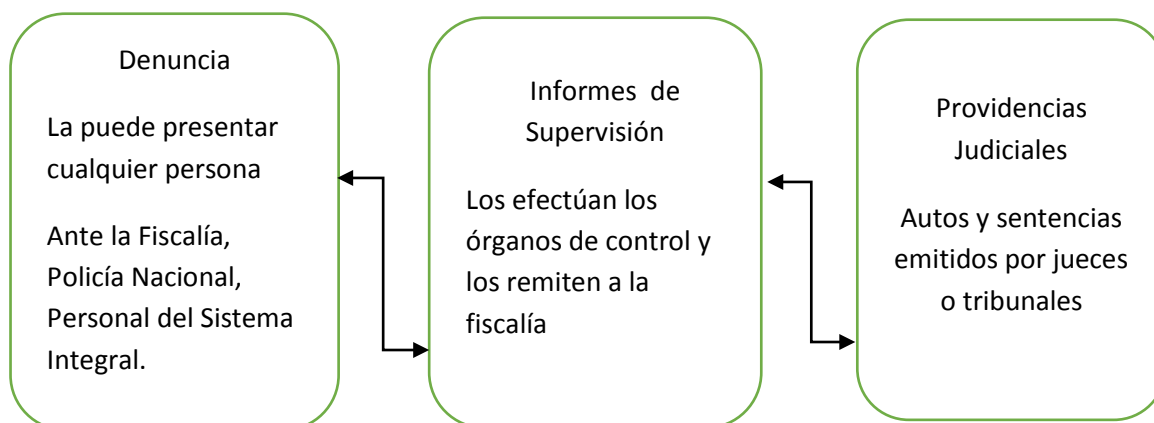 Denuncia
La puede presentar
cualquier persona
Ante la Fiscalía,
Policía Nacional,
Personal del Sistema
Integral.
Informes de
Supervisión
Los efectúan los
órganos de control y
los remiten a la
fiscalía
Providencias
Judiciales
Autos y sentencias
emitidos por jueces
o tribunales